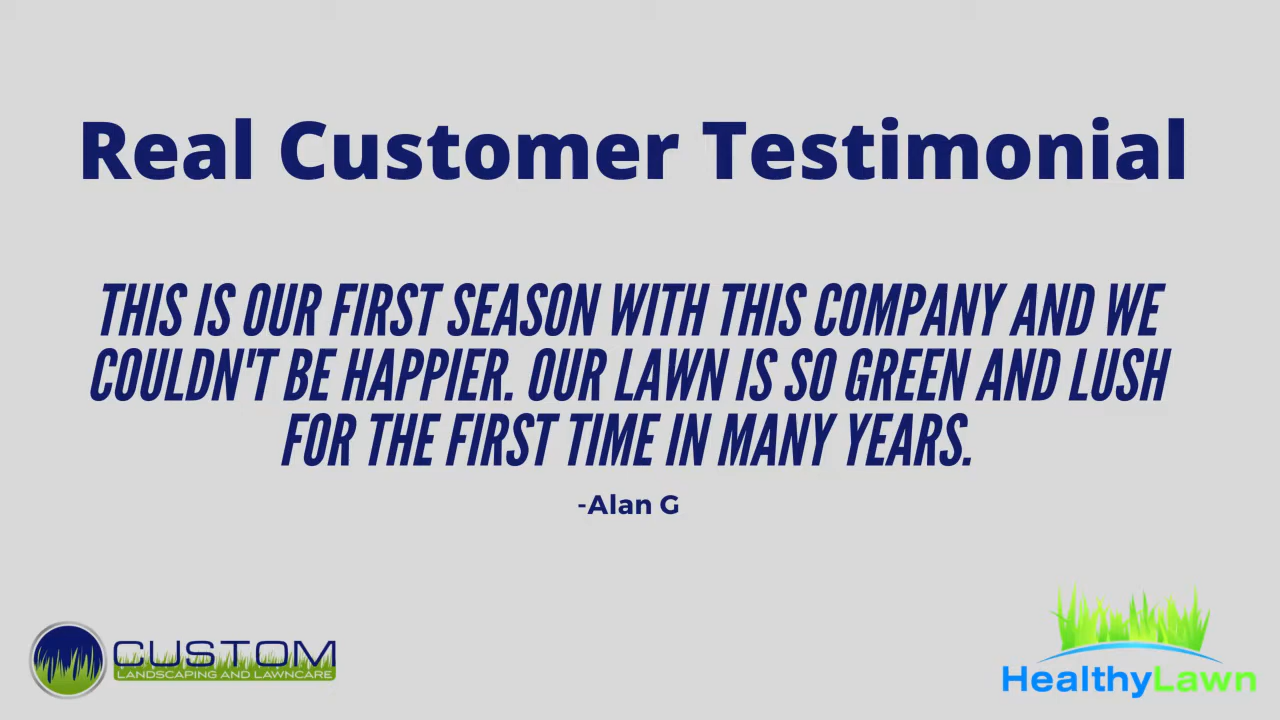 Real Customer Testimonial
THIS IS OUR FIRST SEASON WITH THIS COMPANY AND WE
COULDN'T BE HAPPIER. OUR LAWN IS SO GREEN AND LUSH
FOR THE FIRST TIME IN MANY YEARS.
-Alan G
CUSTOM
LANDSCAPING AND LAWNCARE
HealthyLawn